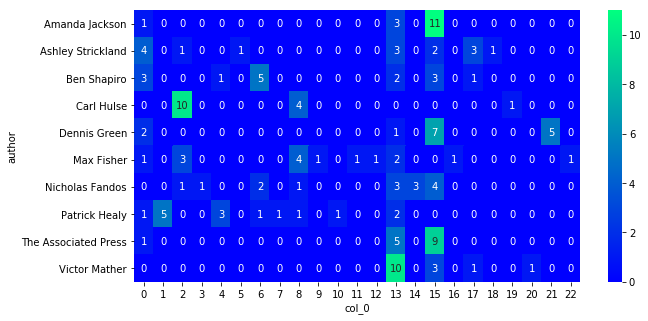 author
Amanda Jackson 1 0 0 0 0 0 0 0 0 0 0 0 0 3 0 11 0 0 0 0 0 0 0
Ashley Strickland 4 0 1 0 0 1 0 0 0 0 0 0 0 3 0 2 0 3 1 0 0 0 0
Ben Shapiro 3 0 0 0 1 0 5 0 0 0 0 0 0 2 0 3 0 1 0 0 0 0 0
Carl Hulse 0 0 10 0 0 0 0 0 4 0 0 0 0 0 0 0 0 0 0 1 0 0 0
Dennis Green 2 0 0 0 0 0 0 0 0 0 0 0 0 1 0 7 0 0 0 0 0 5 0
Max Fisher 1 0 3 0 0 0 0 0 4 1 0 1 1 2 0 0 1 0 0 0 0 0 1
Nicholas Fandos 0 0 1 1 0 0 2 0 1 0 0 0 0 3 3 4 0 0 0 0 0 0 0
Patrick Healy 1 5 0 0 3 0 1 1 1 0 1 0 0 2 0 0 0 0 0 0 0 0 0
The Associated Press 1 0 0 0 0 0 0 0 0 0 0 0 0 5 0 9 0 0 0 0 0 0 0
Victor Mather 0 0 0 0 0 0 0 0 0 0 0 0 0 10 0 3 0 1 0 0 1 0 0
0 1 2 3 4 5 6 7 8 9 10 11 12 13 14 15 16 17 18 19 20 21 22
col_0
10
8
6
4
2
0